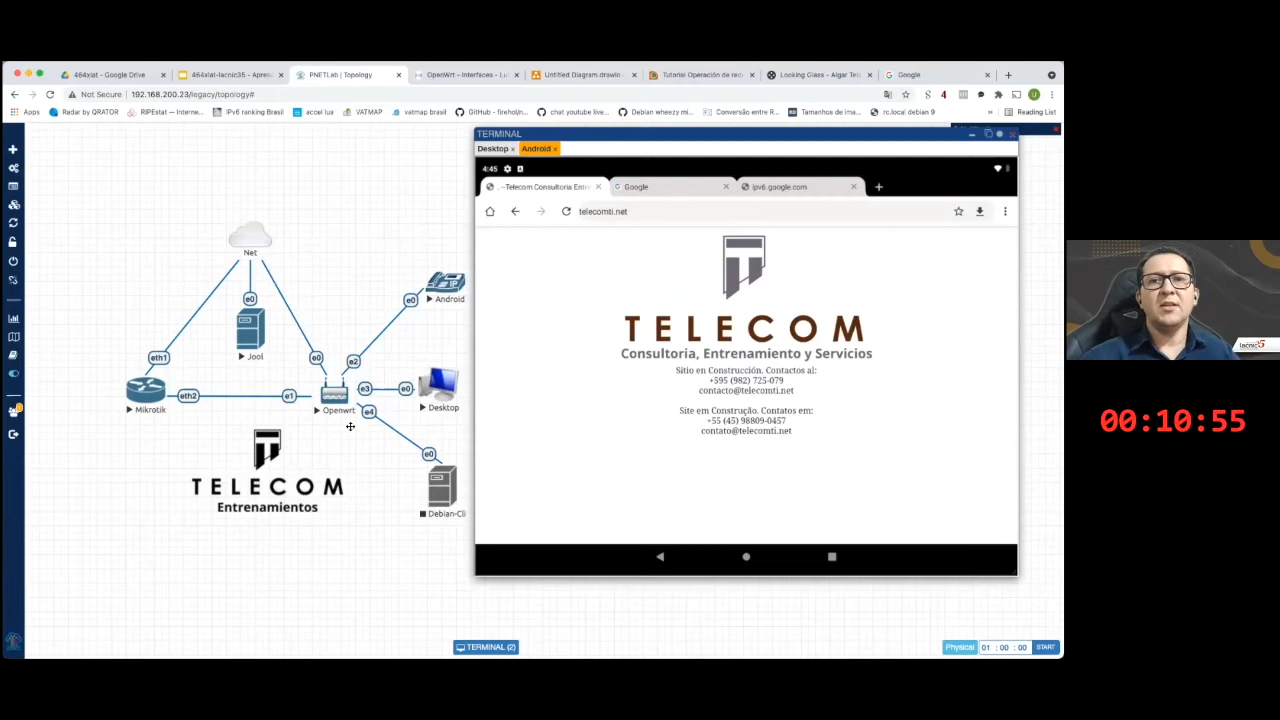 464xlat - Google Drive
464xlat-lacnic35 - Apres
PNETLab | Topology
OpenWrt - Interfaces - Lu
Untitled Diagram.drawio -
Tutorial Operación de red
Looking Glass - Algar Tel
Google
Not Secure | 192.168.200.23/legacy/topology#
Apps
Radar by QRATOR
RIPEstat — Interne...
IPv6 ranking Brasil
accel lua
VATMAP
vatmap brasil
GitHub - firehol/n...
chat youtube live...
Debian wheezy mi...
Conversión entre R...
Tamanhos de ima...
rc.local debian 9
Reading List
TERMINAL
Desktop
Android
4:45
--Telecom Consultoria Entre
Google
ipv6.google.com
telecomti.net
TELECOM
Consultoria, Entrenamiento y Servicios
Sitio en Construcción. Contactos al:
+595 (982) 725-079
contacto@telecomti.net
Site em Construção. Contatos em:
+55 (45) 98809-0457
contato@telecomti.net
Net
e0
Jool
eth1
e0
e2
e0
IP
Android
Mikrotik
eth2
e1
Openwrt
e3
e0
Desktop
e4
e0
Debian-Cli
TELECOM
Entrenamientos
TERMINAL (2)
Physical
01 : 00 : 00
START
lacnic35
00:10:55